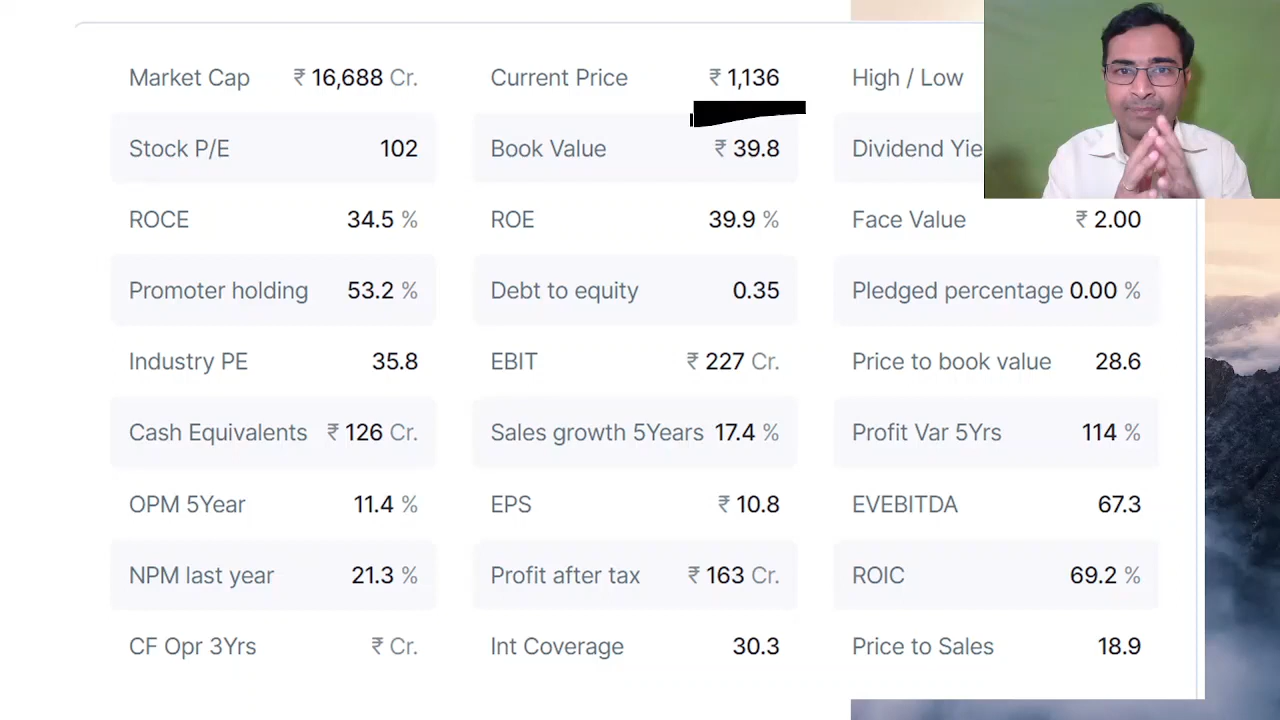 Market Cap ₹ 16,688 Cr. Current Price ₹ 1,136 High / Low
Stock P/E 102 Book Value ₹ 39.8 Dividend Yie
ROCE 34.5 % ROE 39.9 % Face Value ₹ 2.00
Promoter holding 53.2 % Debt to equity 0.35 Pledged percentage 0.00 %
Industry PE 35.8 EBIT ₹ 227 Cr. Price to book value 28.6
Cash Equivalents ₹ 126 Cr. Sales growth 5Years 17.4 % Profit Var 5Yrs 114 %
OPM 5Year 11.4 % EPS ₹ 10.8 EVEBITDA 67.3
NPM last year 21.3 % Profit after tax ₹ 163 Cr. ROIC 69.2 %
CF Opr 3Yrs ₹ Cr. Int Coverage 30.3 Price to Sales 18.9